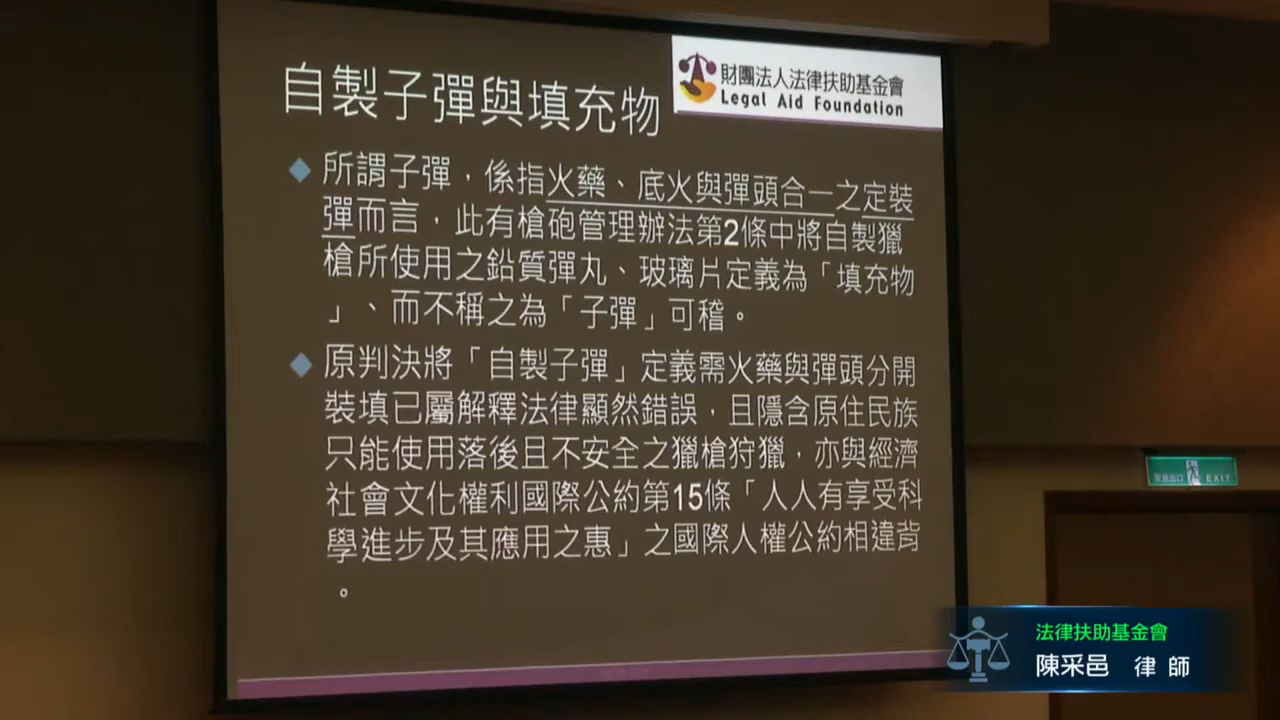 自製子彈與填充物
財團法人法律扶助基金會
Legal Aid Foundation
所謂子彈，係指火藥、底火與彈頭合一之定裝
彈而言，此有槍砲管理辦法第2條中將自製獵
槍所使用之鉛質彈丸、玻璃片定義為「填充物
」、而不稱之為「子彈」可稽。
原判決將「自製子彈」定義需火藥與彈頭分開
裝填已屬解釋法律顯然錯誤，且隱含原住民族
只能使用落後且不安全之獵槍狩獵，亦與經濟
社會文化權利國際公約第15條「人人有享受科
學進步及其應用之惠」之國際人權公約相違背
。
緊急出口 EXIT
法律扶助基金會
陳采邑 律師